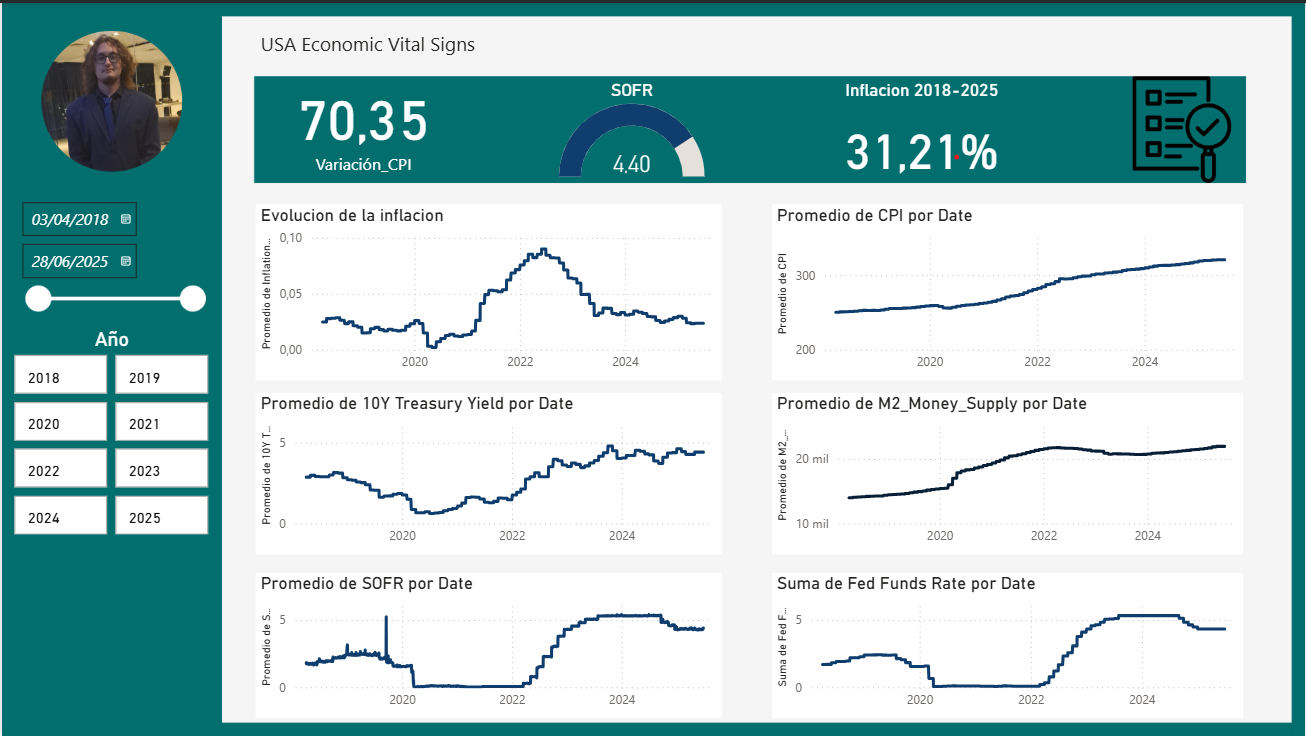 USA Economic Vital Signs
70,35
Variación_CPI
SOFR
4,40
Inflacion 2018-2025
31,21%
03/04/2018
28/06/2025
Año
2018
2019
2020
2021
2022
2023
2024
2025
Evolucion de la inflacion
Promedio de Inflation...
0,10
0,05
0,00
2020
2022
2024
Promedio de CPI por Date
Promedio de CPI
300
200
2020
2022
2024
Promedio de 10Y Treasury Yield por Date
Promedio de 10Y T...
5
0
2020
2022
2024
Promedio de M2_Money_Supply por Date
Promedio de M2_...
20 mil
10 mil
2020
2022
2024
Promedio de SOFR por Date
Promedio de S...
5
0
2020
2022
2024
Suma de Fed Funds Rate por Date
Suma de Fed F...
5
0
2020
2022
2024